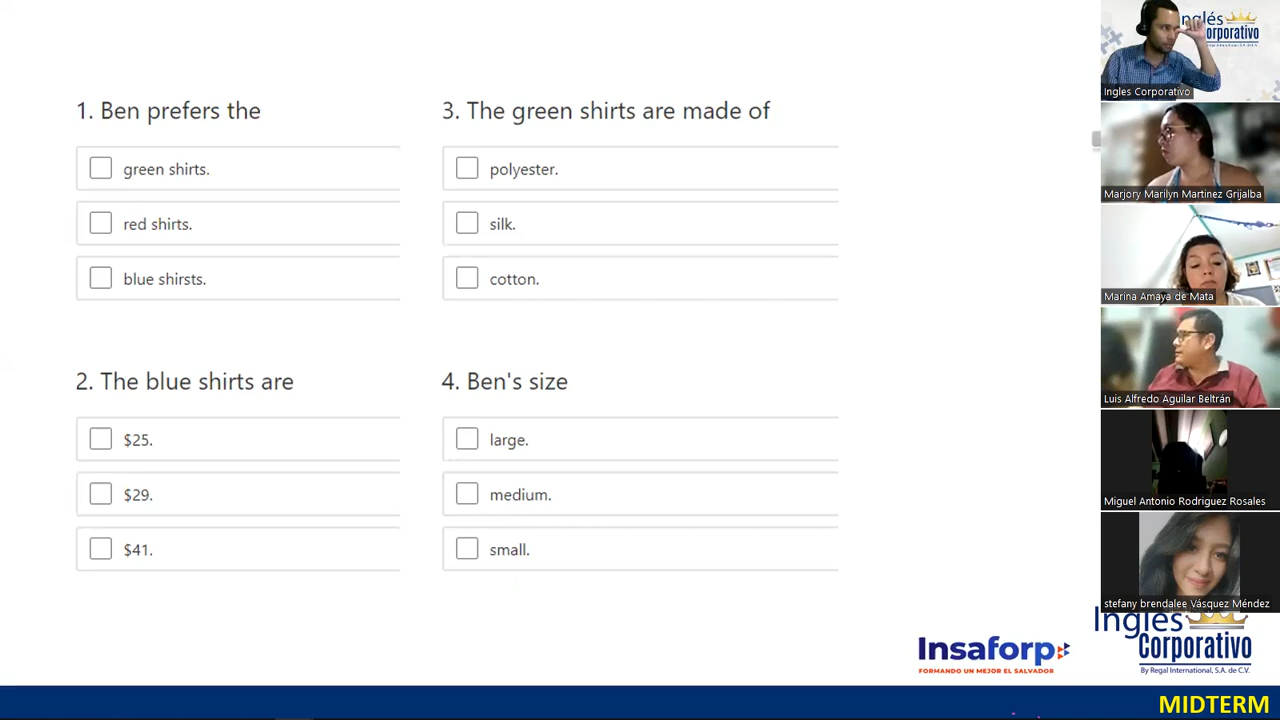 1. Ben prefers the
green shirts.
red shirts.
blue shirsts.
2. The blue shirts are
$25.
$29.
$41.
3. The green shirts are made of
polyester.
silk.
cotton.
4. Ben's size
large.
medium.
small.
Inglés
Corporativo
Ingles Corporativo
Marjory Marilyn Martinez Grijalba
Marina Amaya de Mata
Luis Alfredo Aguilar Beltrán
Miguel Antonio Rodriguez Rosales
stefany brendalee Vásquez Méndez
Insaforp
FORMANDO UN MEJOR EL SALVADOR
Inglés
Corporativo
By Regal International, S.A. de C.V.
MIDTERM